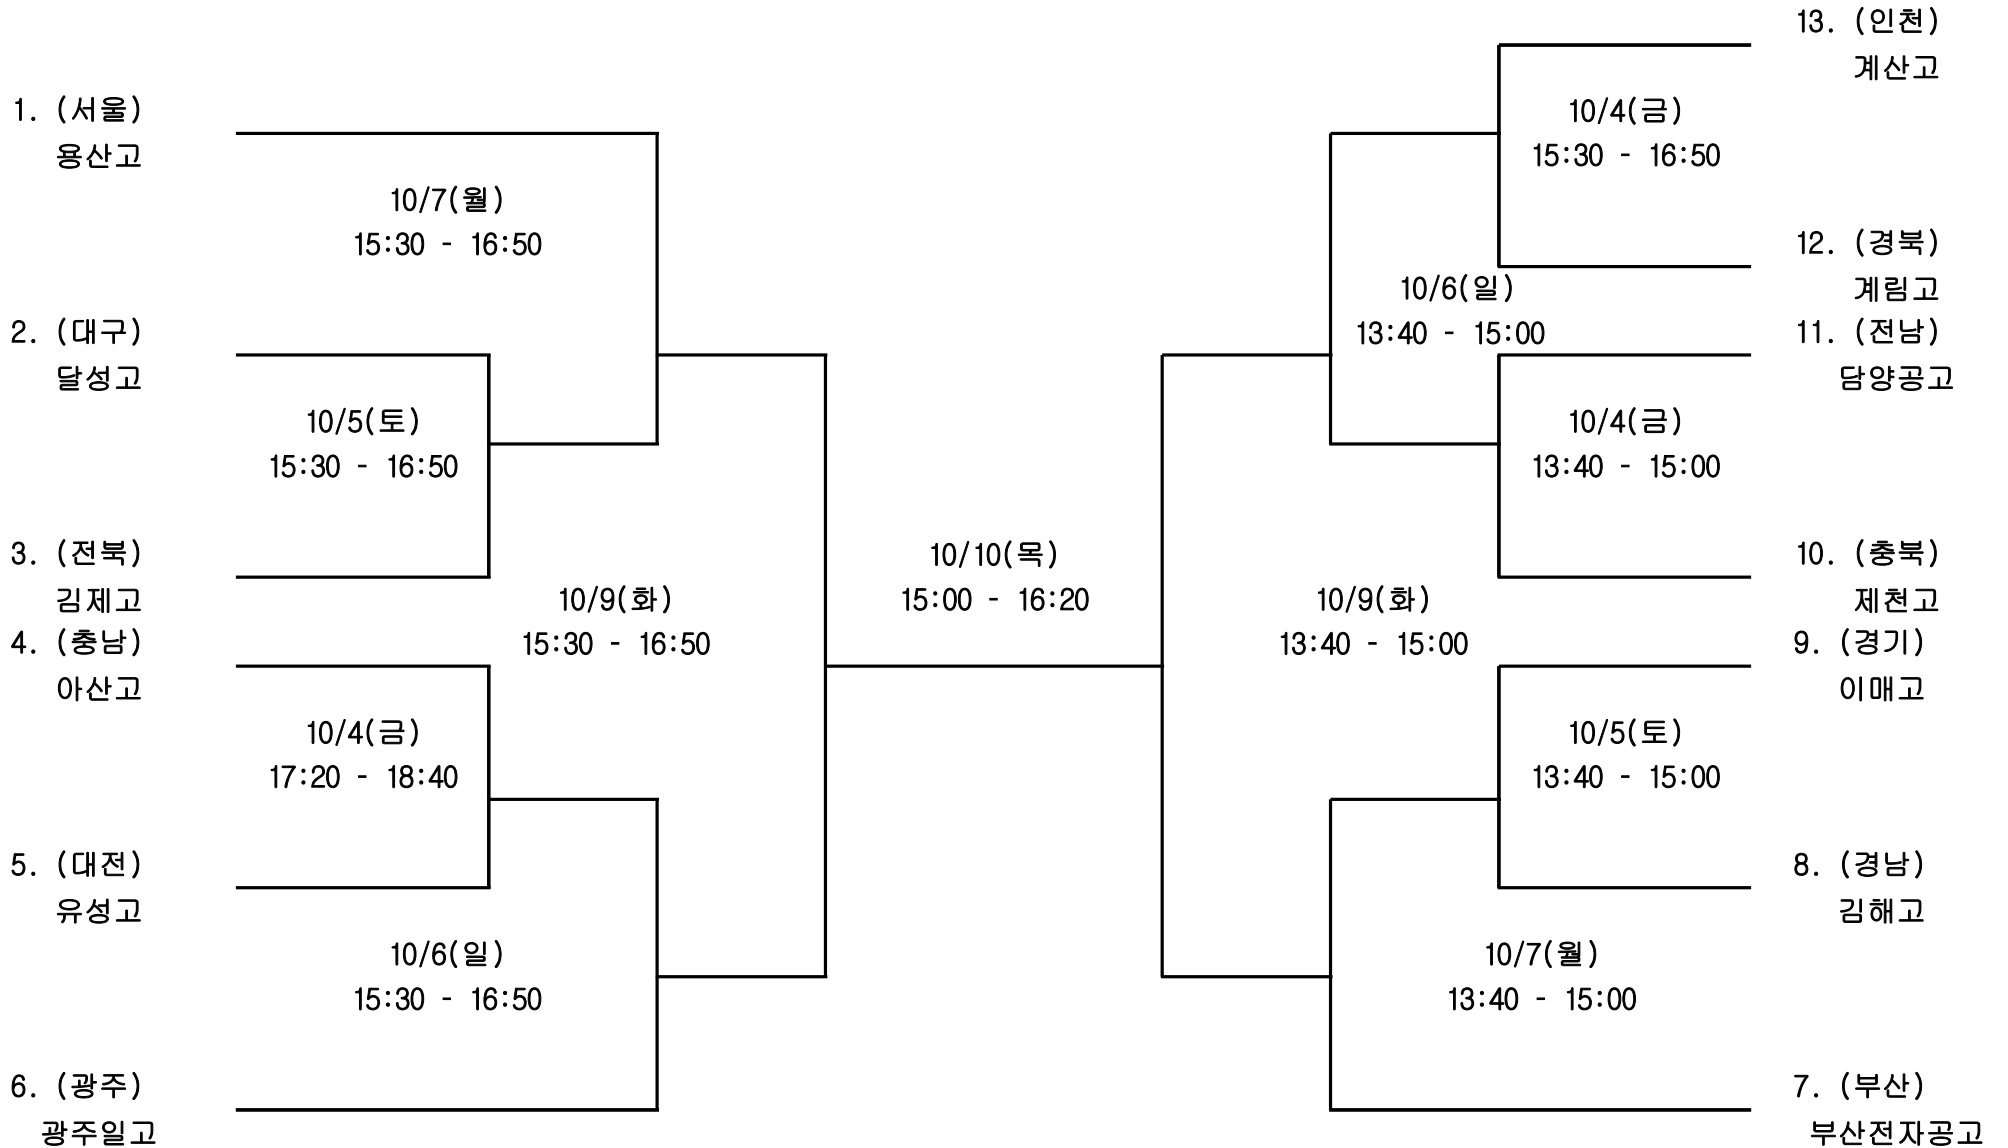 13. (인천)
계산고
1. (서울)
용산고
10/4(금)
15:30 - 16:50
10/7(월)
15:30 - 16:50
12. (경북)
계림고
10/6(일)
13:40 - 15:00
2. (대구)
달성고
11. (전남)
담양공고
10/5(토)
15:30 - 16:50
10/4(금)
13:40 - 15:00
3. (전북)
김제고
10/10(목)
15:00 - 16:20
10. (충북)
제천고
10/9(화)
15:30 - 16:50
10/9(화)
13:40 - 15:00
4. (충남)
아산고
9. (경기)
이매고
10/4(금)
17:20 - 18:40
10/5(토)
13:40 - 15:00
5. (대전)
유성고
8. (경남)
김해고
10/6(일)
15:30 - 16:50
10/7(월)
13:40 - 15:00
6. (광주)
광주일고
7. (부산)
부산전자공고